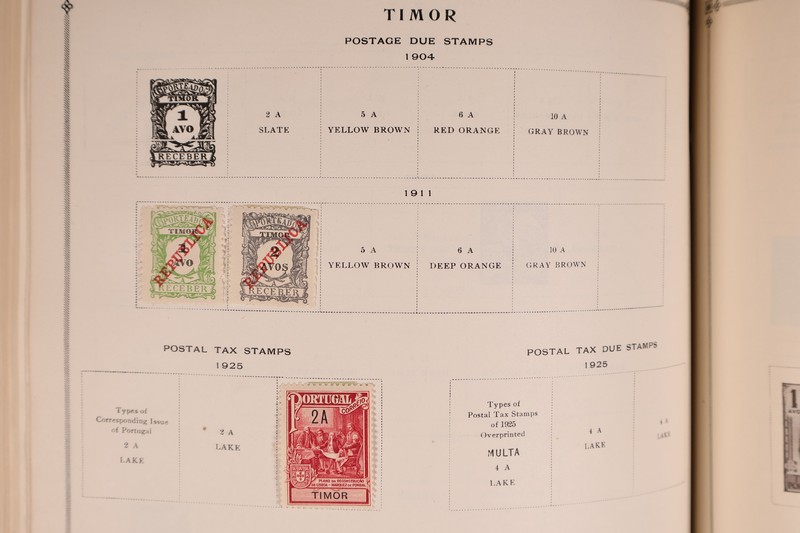 TIMOR
POSTAGE DUE STAMPS
1904
PORTEADO
TIMOR
1
AVO
RECEBER
2 A
SLATE
5 A
YELLOW BROWN
6 A
RED ORANGE
10 A
GRAY BROWN
1911
PORTEADO
TIMOR
AVO
REPUBLICA
RECEBER
PORTEADO
TIMOR
2
AVOS
REPUBLICA
RECEBER
5 A
YELLOW BROWN
6 A
DEEP ORANGE
10 A
GRAY BROWN
POSTAL TAX STAMPS
1925
Types of
Corresponding Issue
of Portugal
2 A
LAKE
2 A
LAKE
PORTUGAL
CORREIO
2A
TIMOR
POSTAL TAX DUE STAMPS
1925
Types of
Postal Tax Stamps
of 1925
Overprinted
MULTA
4 A
LAKE
4 A
LAKE
4 A
LAKE
1